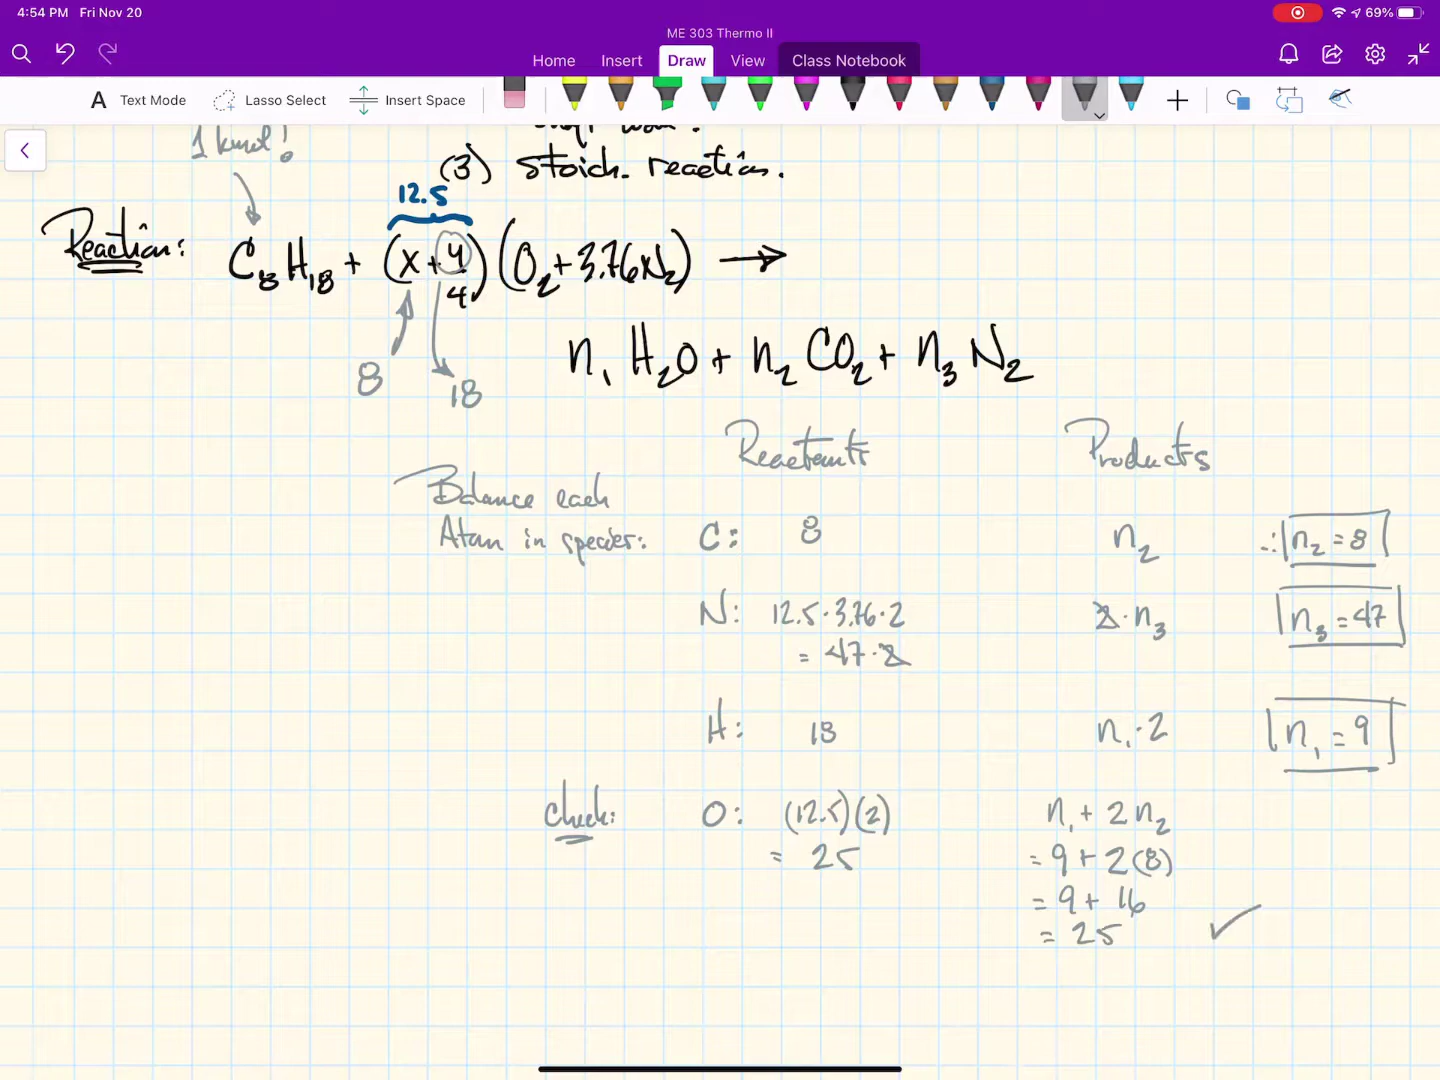 4:54 PM Fri Nov 20
69%
ME 303 Thermo II
Home Insert Draw View Class Notebook
Text Mode Lasso Select Insert Space
1 kmol!
(3) Stoich. reaction.
12.5
Reaction: C8H18 + (x + y/4)(O2 + 3.76 N2) →
8
18
n1 H2O + n2 CO2 + n3 N2
Reactants Products
Balance each
Atom in species: C: 8 n2 ∴ n2 = 8
N: 12.5·3.76·2 2·n3 n3 = 47
= 47·2
H: 18 n1·2 n1 = 9
Check: O: (12.5)(2) n1 + 2n2
= 25 = 9 + 2(8)
= 9 + 16
= 25 ✓